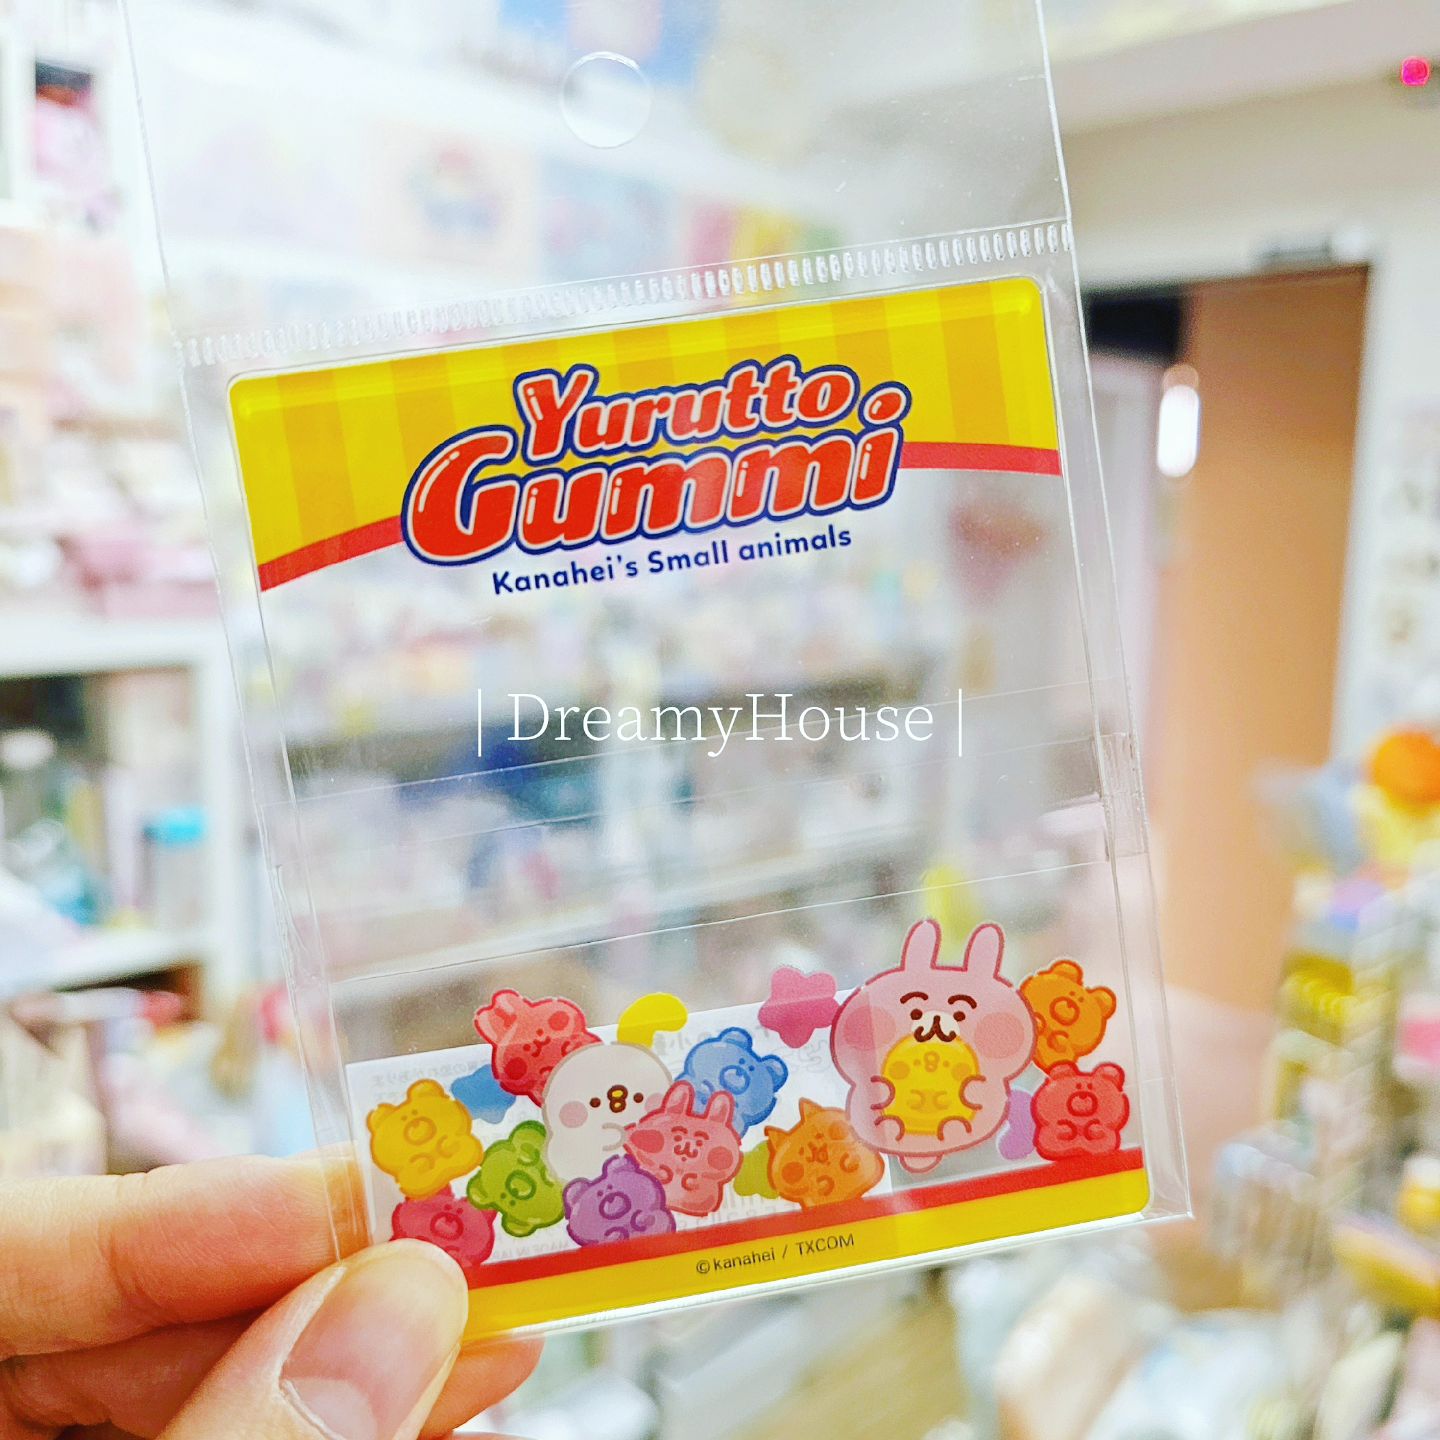 Yurutto
Gummi
Kanahei's Small animals
| DreamyHouse |
©kanahei / TXCOM